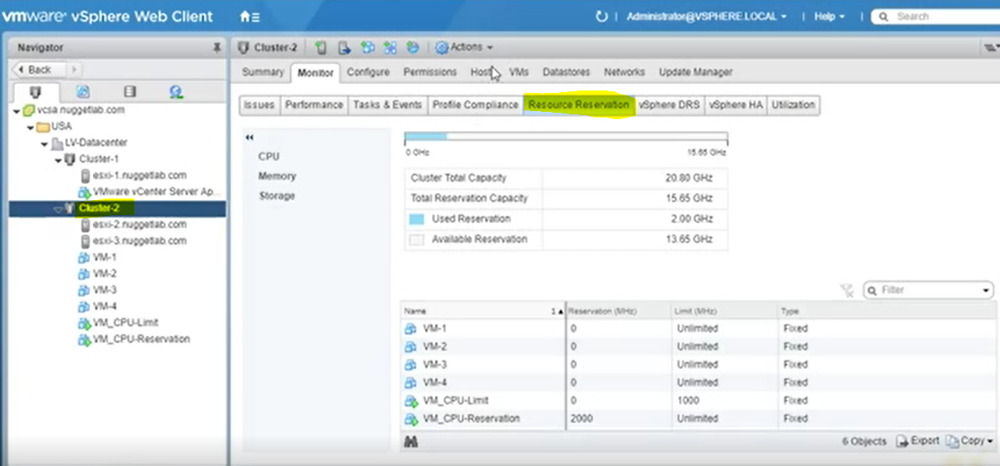 vmware® vSphere Web Client
Administrator@VSPHERE.LOCAL
Help
Search
Navigator
Back
vcsa.nuggetlab.com
USA
LV-Datacenter
Cluster-1
esxi-1.nuggetlab.com
VMware vCenter Server Ap...
Cluster-2
esxi-2.nuggetlab.com
esxi-3.nuggetlab.com
VM-1
VM-2
VM-3
VM-4
VM_CPU-Limit
VM_CPU-Reservation
Cluster-2 Actions
Summary Monitor Configure Permissions Hosts VMs Datastores Networks Update Manager
Issues Performance Tasks & Events Profile Compliance Resource Reservation vSphere DRS vSphere HA Utilization
CPU
Memory
Storage
0 GHz 15.65 GHz
Cluster Total Capacity 20.80 GHz
Total Reservation Capacity 15.65 GHz
Used Reservation 2.00 GHz
Available Reservation 13.65 GHz
Filter
Name 1 Reservation (MHz) Limit (MHz) Type
VM-1 0 Unlimited Fixed
VM-2 0 Unlimited Fixed
VM-3 0 Unlimited Fixed
VM-4 0 Unlimited Fixed
VM_CPU-Limit 0 1000 Fixed
VM_CPU-Reservation 2000 Unlimited Fixed
6 Objects Export Copy